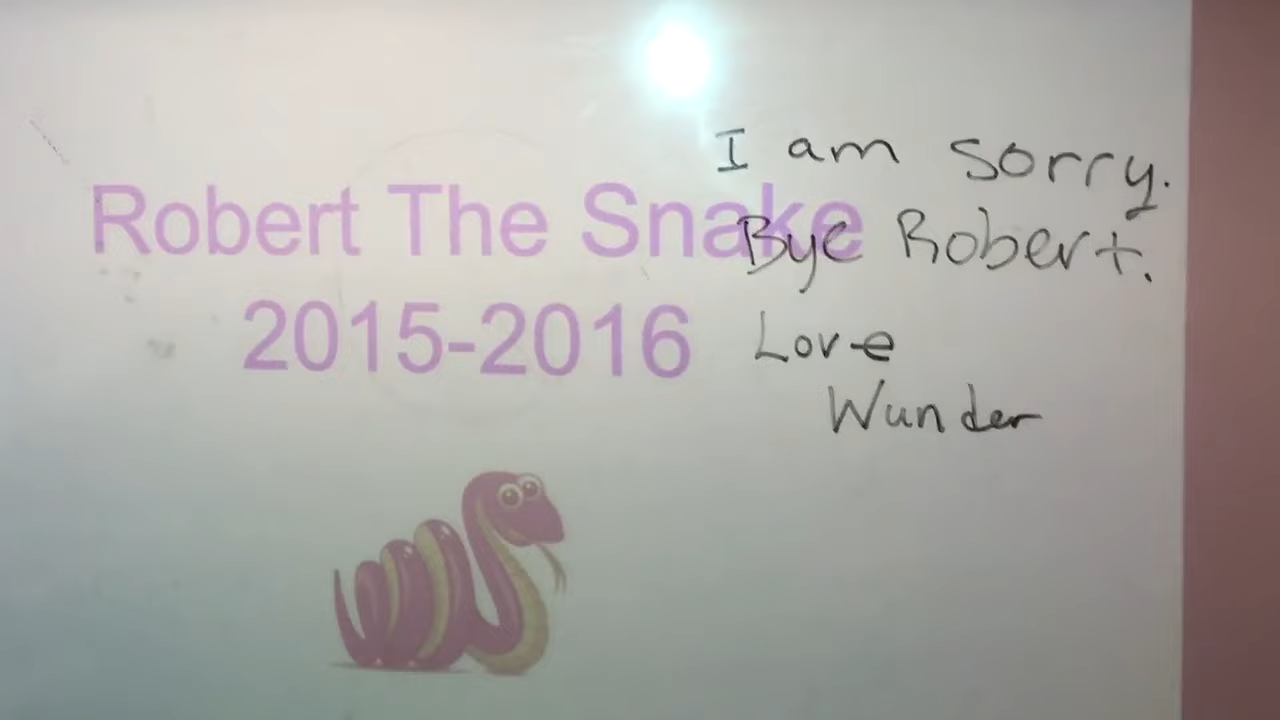 Robert The Snake
2015-2016
I am sorry.
Bye Robert.
Love
Wunder